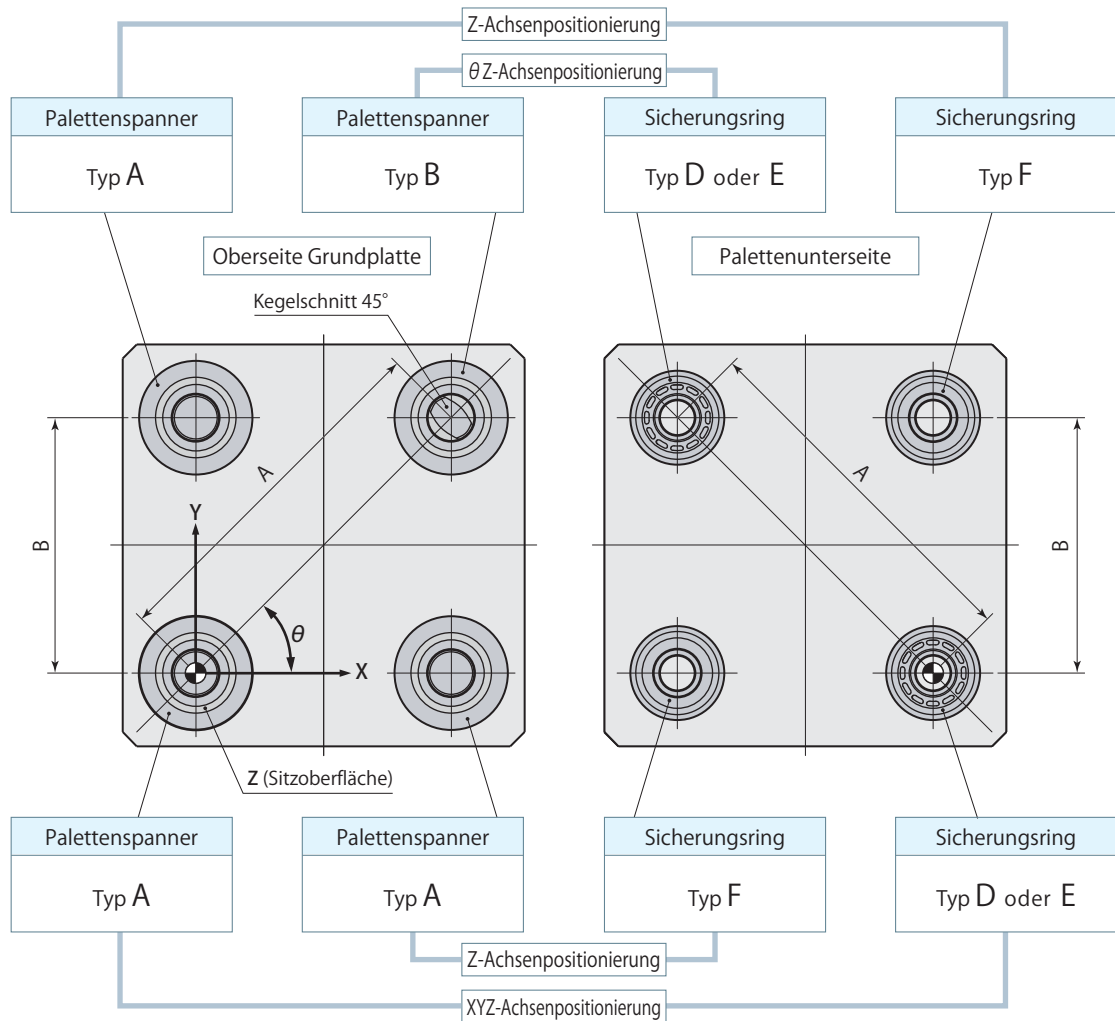 Z-Achsenpositionierung
θ Z-Achsenpositionierung
Palettenspanner
Typ A
Palettenspanner
Typ B
Sicherungsring
Typ D oder E
Sicherungsring
Typ F
Oberseite Grundplatte
Palettenunterseite
Kegelschnitt 45°
A
B
Y
X
θ
Z (Sitzoberfläche)
A
B
Palettenspanner
Typ A
Palettenspanner
Typ A
Sicherungsring
Typ F
Sicherungsring
Typ D oder E
Z-Achsenpositionierung
XYZ-Achsenpositionierung